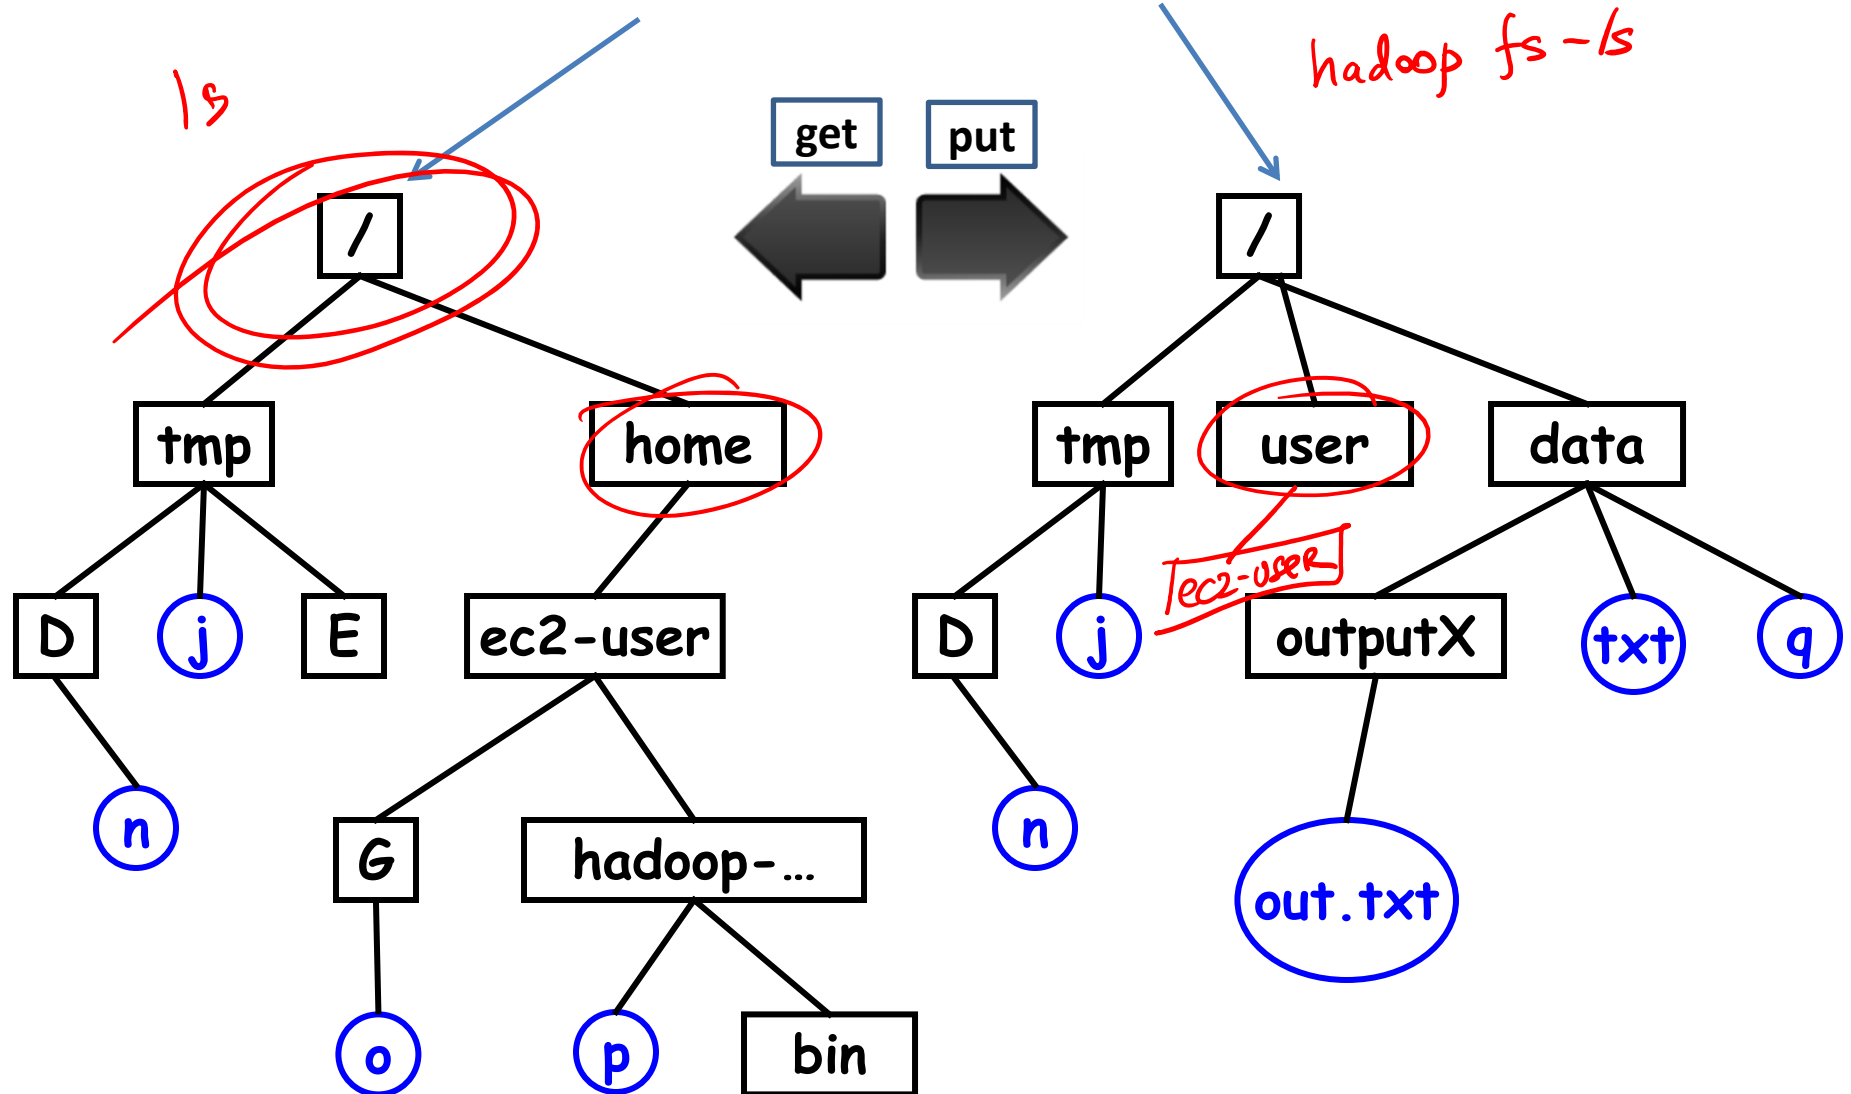 ls
hadoop fs -ls
get
put
/
/
tmp
home
tmp
user
data
/ec2-user
D
j
E
ec2-user
D
j
outputX
txt
q
n
G
hadoop-...
n
out.txt
o
p
bin